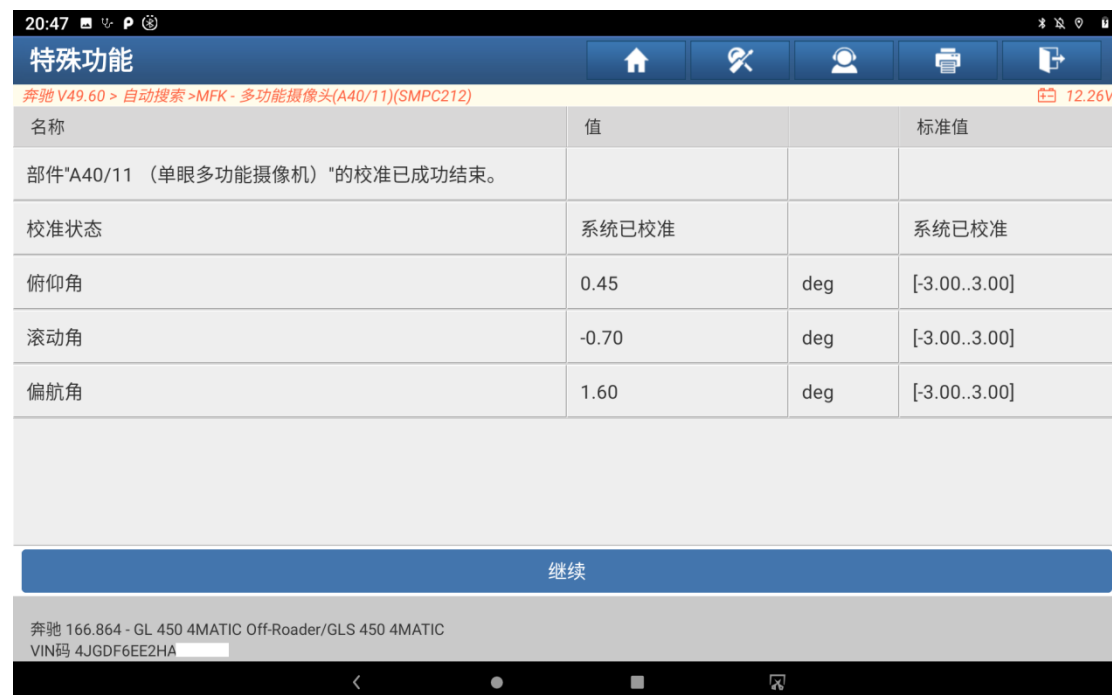 20:47
特殊功能
奔驰 V49.60 > 自动搜索 >MFK - 多功能摄像头(A40/11)(SMPC212) 12.26V
名称 值 标准值
部件"A40/11 （单眼多功能摄像机）"的校准已成功结束。
校准状态 系统已校准 系统已校准
俯仰角 0.45 deg [-3.00..3.00]
滚动角 -0.70 deg [-3.00..3.00]
偏航角 1.60 deg [-3.00..3.00]
继续
奔驰 166.864 - GL 450 4MATIC Off-Roader/GLS 450 4MATIC
VIN码 4JGDF6EE2HA